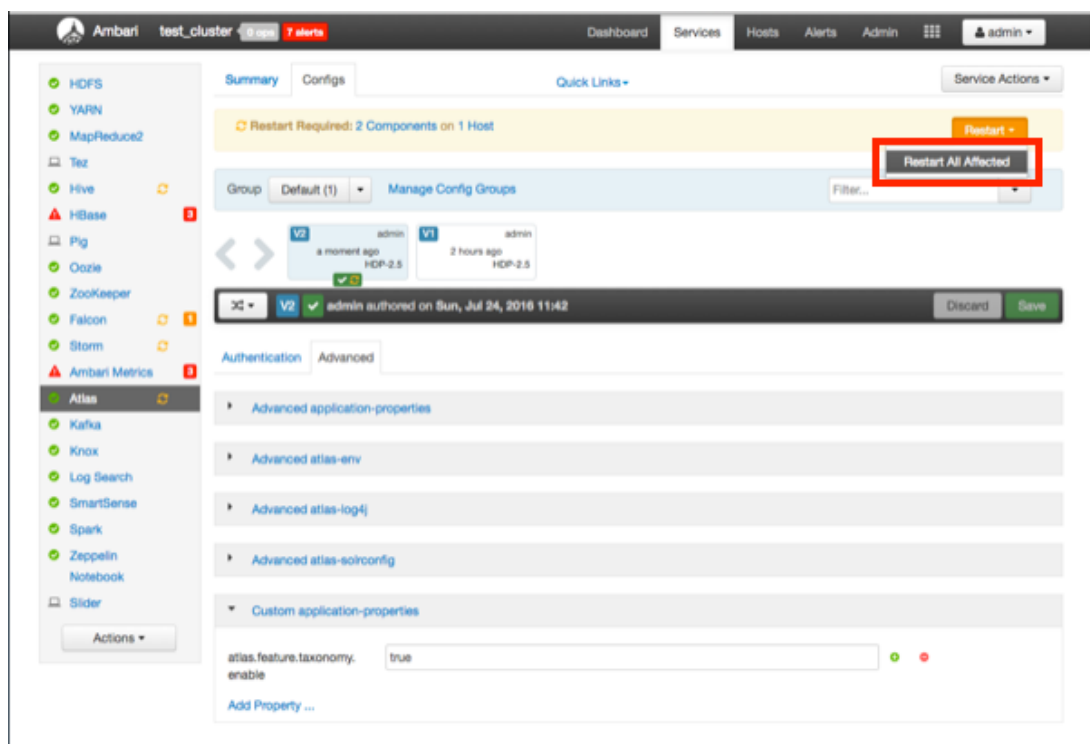 Ambari test_cluster 0 ops 7 alerts Dashboard Services Hosts Alerts Admin admin
HDFS
YARN
MapReduce2
Tez
Hive
HBase 3
Pig
Oozie
ZooKeeper
Falcon 1
Storm
Ambari Metrics 3
Atlas
Kafka
Knox
Log Search
SmartSense
Spark
Zeppelin
Notebook
Slider
Actions
Summary Configs Quick Links Service Actions
Restart Required: 2 Components on 1 Host Restart
Restart All Affected
Group Default (1) Manage Config Groups Filter...
V2 admin
a moment ago
HDP-2.5
V1 admin
2 hours ago
HDP-2.5
V2 admin authored on Sun, Jul 24, 2016 11:42 Discard Save
Authentication Advanced
Advanced application-properties
Advanced atlas-env
Advanced atlas-log4j
Advanced atlas-solrconfig
Custom application-properties
atlas.feature.taxonomy. true
enable
Add Property ...